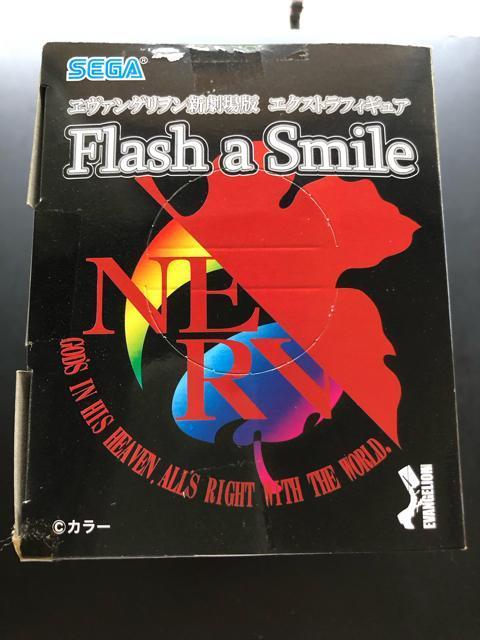 SEGA®
エヴァンゲリヲン新劇場版 エクストラフィギュア
Flash a Smile
NE
RV
GOD'S IN HIS HEAVEN. ALL'S RIGHT WITH THE WORLD.
EVANGELION
©カラー